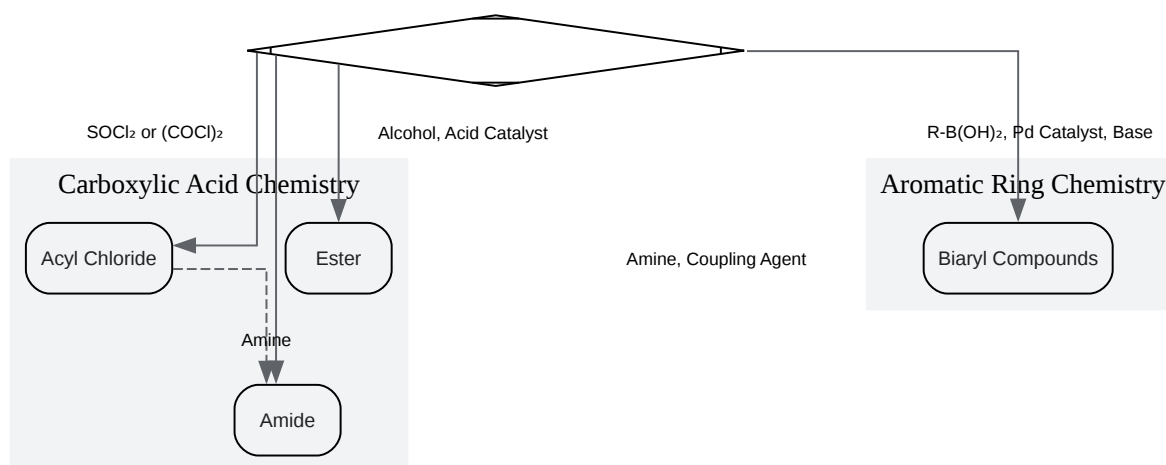 SOCl₂ or (COCl)₂
Alcohol, Acid Catalyst
R-B(OH)₂, Pd Catalyst, Base
Carboxylic Acid Chemistry
Aromatic Ring Chemistry
Acyl Chloride
Ester
Amine, Coupling Agent
Biaryl Compounds
Amine
Amide